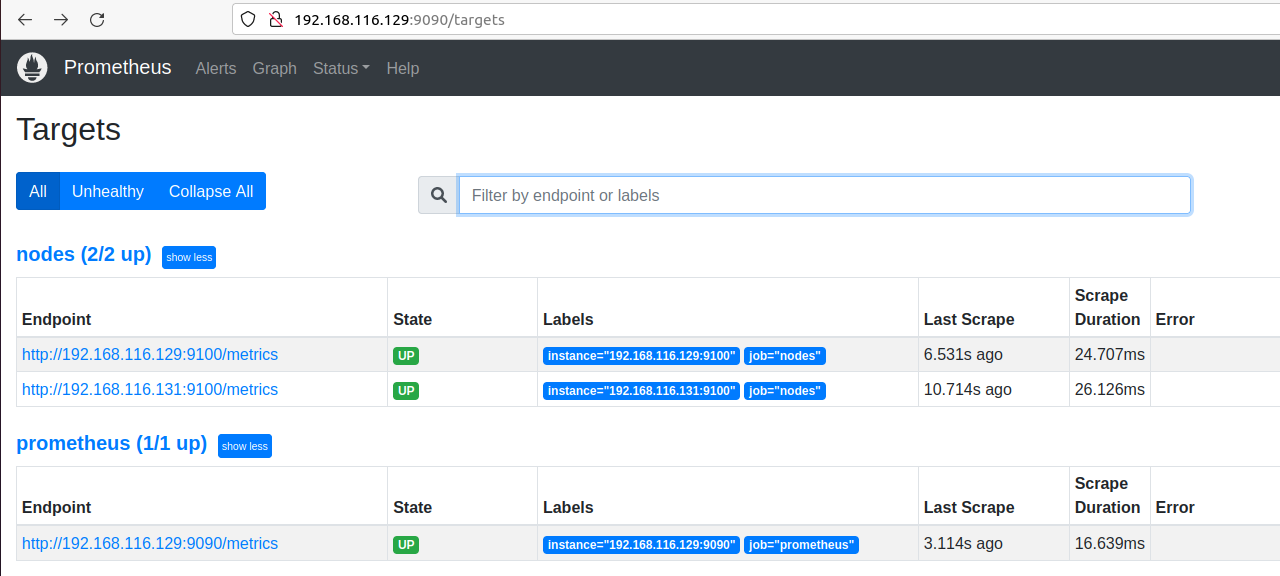 192.168.116.129:9090/targets
Prometheus Alerts Graph Status Help
Targets
All Unhealthy Collapse All
Filter by endpoint or labels
nodes (2/2 up) show less
Endpoint State Labels Last Scrape Scrape Duration Error
http://192.168.116.129:9100/metrics UP instance="192.168.116.129:9100" job="nodes" 6.531s ago 24.707ms
http://192.168.116.131:9100/metrics UP instance="192.168.116.131:9100" job="nodes" 10.714s ago 26.126ms
prometheus (1/1 up) show less
Endpoint State Labels Last Scrape Scrape Duration Error
http://192.168.116.129:9090/metrics UP instance="192.168.116.129:9090" job="prometheus" 3.114s ago 16.639ms